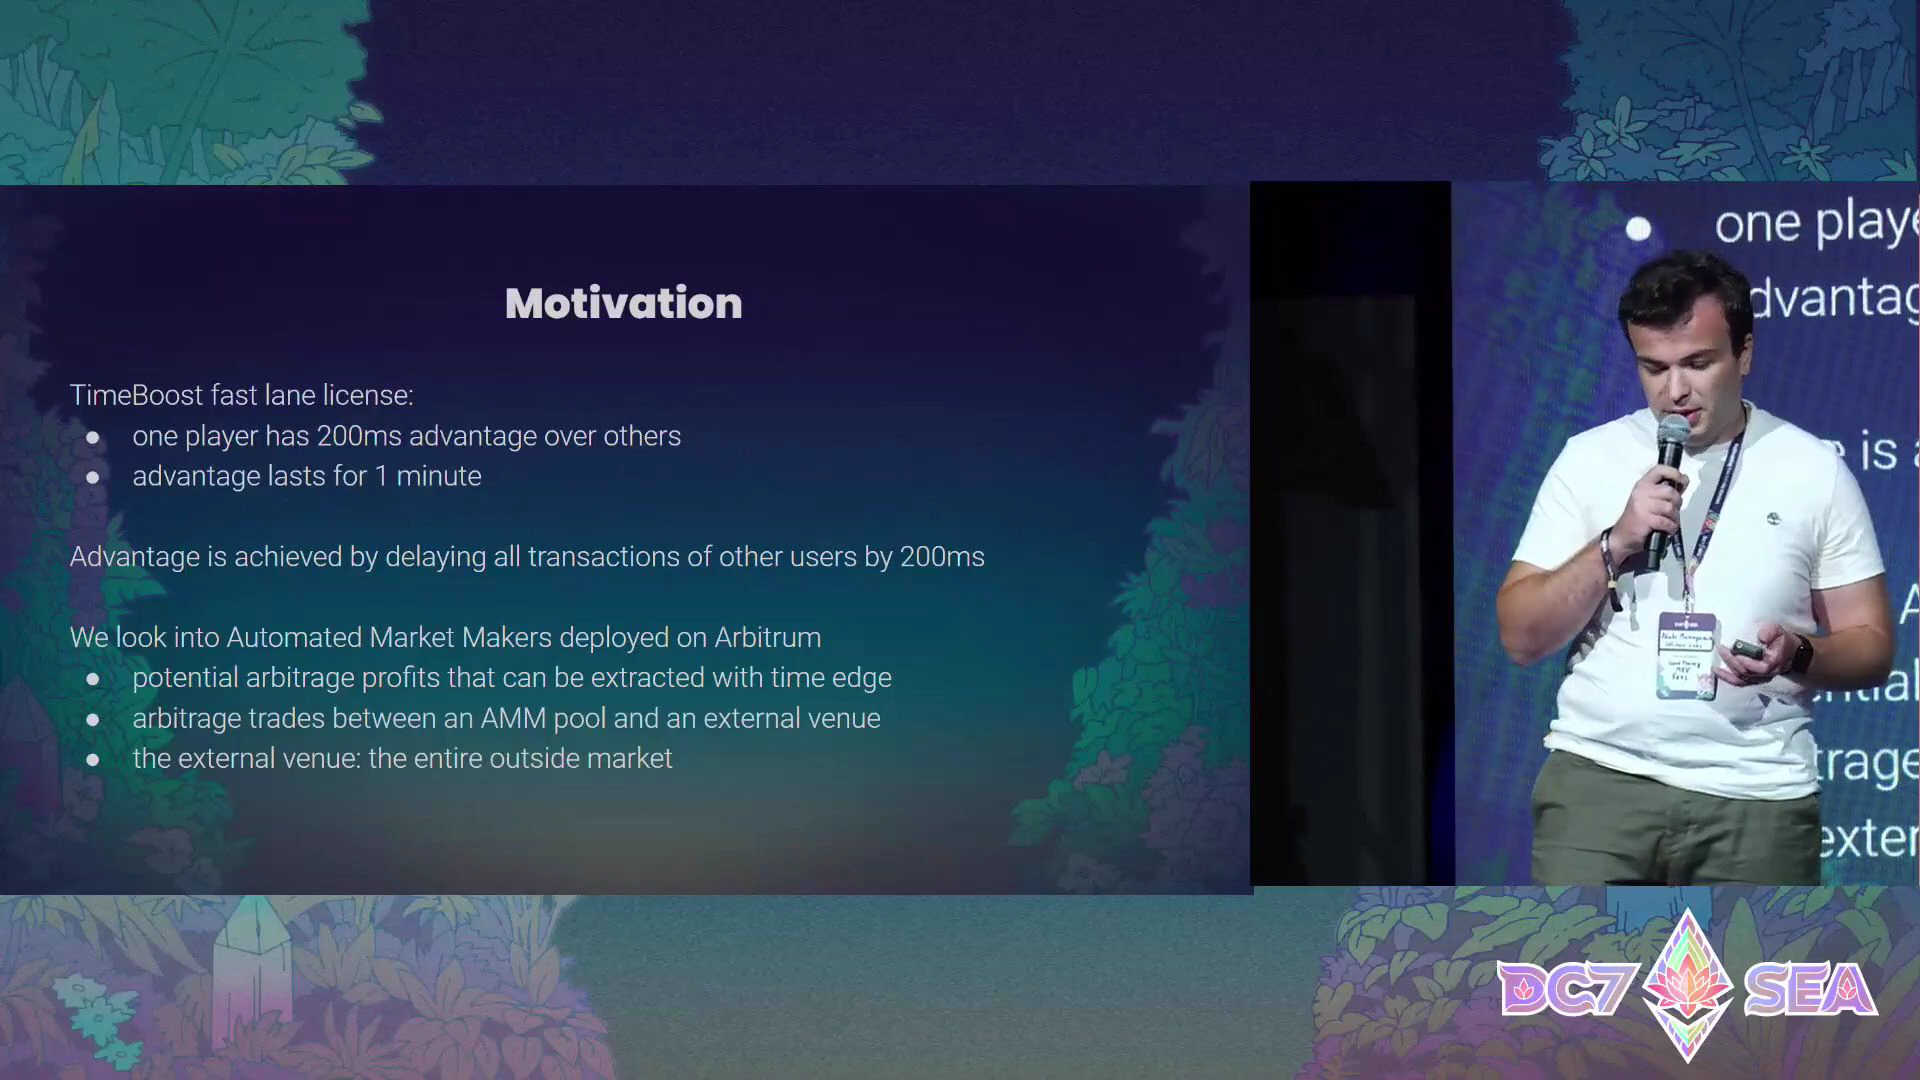 Motivation
TimeBoost fast lane license:
● one player has 200ms advantage over others
● advantage lasts for 1 minute
Advantage is achieved by delaying all transactions of other users by 200ms
We look into Automated Market Makers deployed on Arbitrum
● potential arbitrage profits that can be extracted with time edge
● arbitrage trades between an AMM pool and an external venue
● the external venue: the entire outside market
● one playe
dvantag
is a
A
ntial
trage
exter
MEV
DC7 SEA